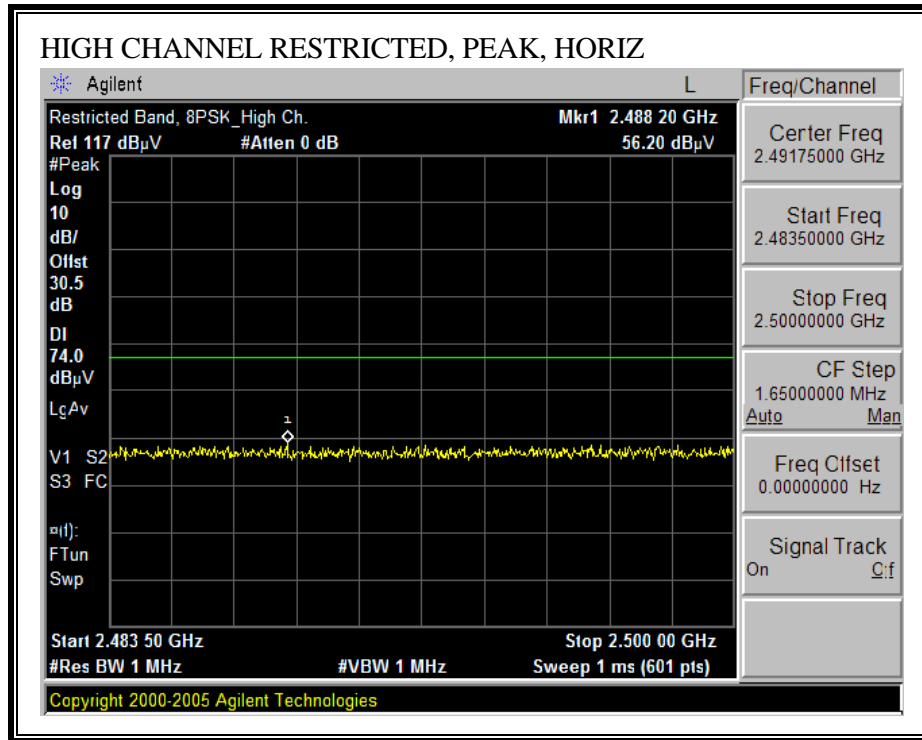 HIGH CHANNEL RESTRICTED, PEAK, HORIZ
Agilent L
Freq/Channel
Restricted Band, 8PSK_High Ch.
Mkr1 2.488 20 GHz
Ref 117 dBµV #Atten 0 dB 56.20 dBµV
#Peak
Log
10
dB/
Offst
30.5
dB
DI
74.0
dBµV
LgAv
1
V1 S2
S3 FC
¤(f):
FTun
Swp
Start 2.483 50 GHz Stop 2.500 00 GHz
#Res BW 1 MHz #VBW 1 MHz Sweep 1 ms (601 pts)
Copyright 2000-2005 Agilent Technologies
Center Freq
2.49175000 GHz
Start Freq
2.48350000 GHz
Stop Freq
2.50000000 GHz
CF Step
1.65000000 MHz
Auto Man
Freq Offset
0.00000000 Hz
Signal Track
On Off